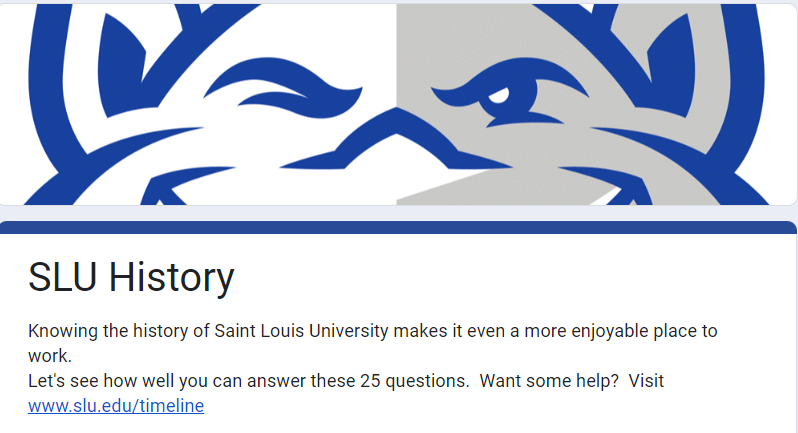 SLU History
Knowing the history of Saint Louis University makes it even a more enjoyable place to
work.
Let's see how well you can answer these 25 questions.  Want some help?  Visit
www.slu.edu/timeline